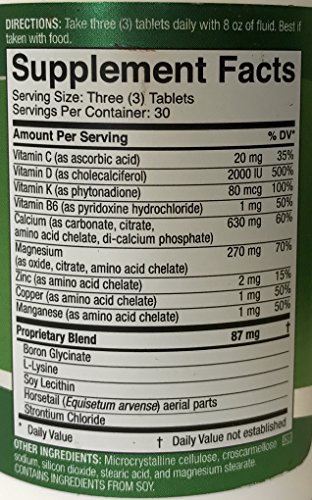 DIRECTIONS: Take three (3) tablets daily with 8 oz of fluid. Best if
taken with food.
Supplement Facts
Serving Size: Three (3) Tablets
Servings Per Container: 30
Amount Per Serving % DV*
Vitamin C (as ascorbic acid) 20 mg 35%
Vitamin D (as cholecalciferol) 2000 IU 500%
Vitamin K (as phytonadione) 80 mcg 100%
Vitamin B6 (as pyridoxine hydrochloride) 1 mg 50%
Calcium (as carbonate, citrate, 630 mg 60%
amino acid chelate, di-calcium phosphate)
Magnesium 270 mg 70%
(as oxide, citrate, amino acid chelate)
Zinc (as amino acid chelate) 2 mg 15%
Copper (as amino acid chelate) 1 mg 50%
Manganese (as amino acid chelate) 1 mg 50%
Proprietary Blend 87 mg †
Boron Glycinate
L-Lysine
Soy Lecithin
Horsetail (Equisetum arvense) aerial parts
Strontium Chloride
* Daily Value † Daily Value not established
OTHER INGREDIENTS: Microcrystalline cellulose, croscarmellose
sodium, silicon dioxide, stearic acid, and magnesium stearate.
CONTAINS INGREDIENTS FROM SOY.